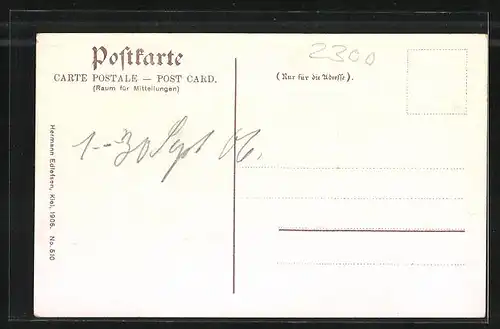 Postkarte
CARTE POSTALE — POST CARD.
(Raum für Mitteilungen)
2300
(Nur für die Adresse).
1–30 Sept 06.
Hermann Edlefsen, Kiel, 1906. No. 510